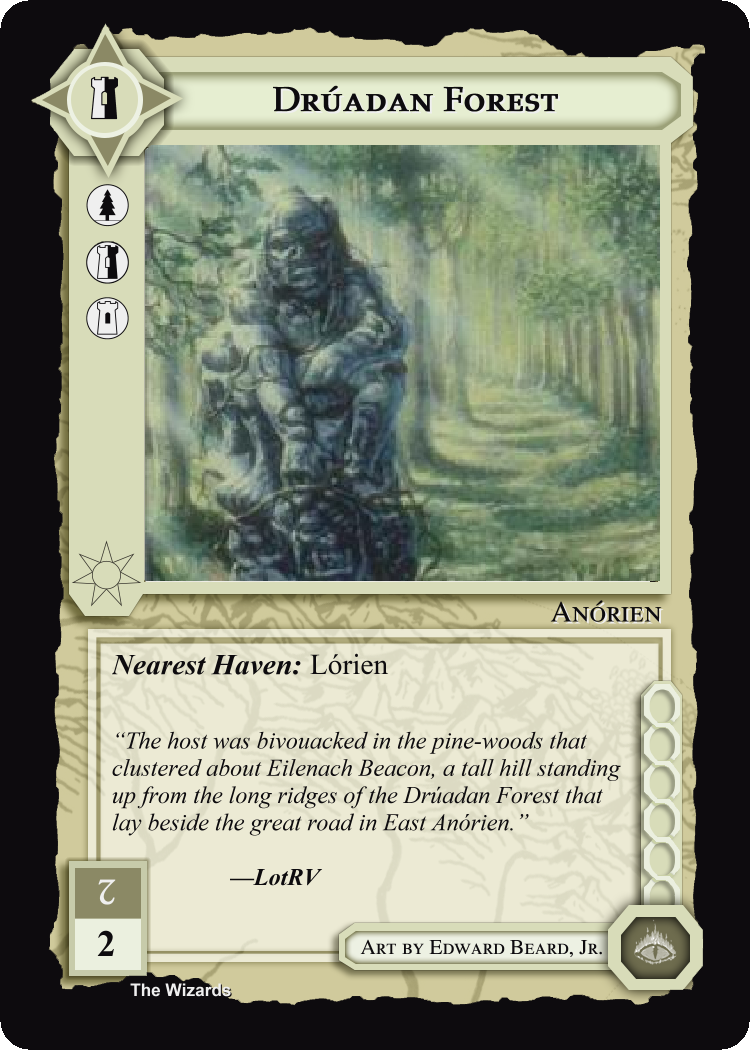 DRÚADAN FOREST
ANÓRIEN
Nearest Haven: Lórien
“The host was bivouacked in the pine-woods that
clustered about Eilenach Beacon, a tall hill standing
up from the long ridges of the Drúadan Forest that
lay beside the great road in East Anórien.”
—LotRV
2
2
ART BY EDWARD BEARD, JR.
The Wizards